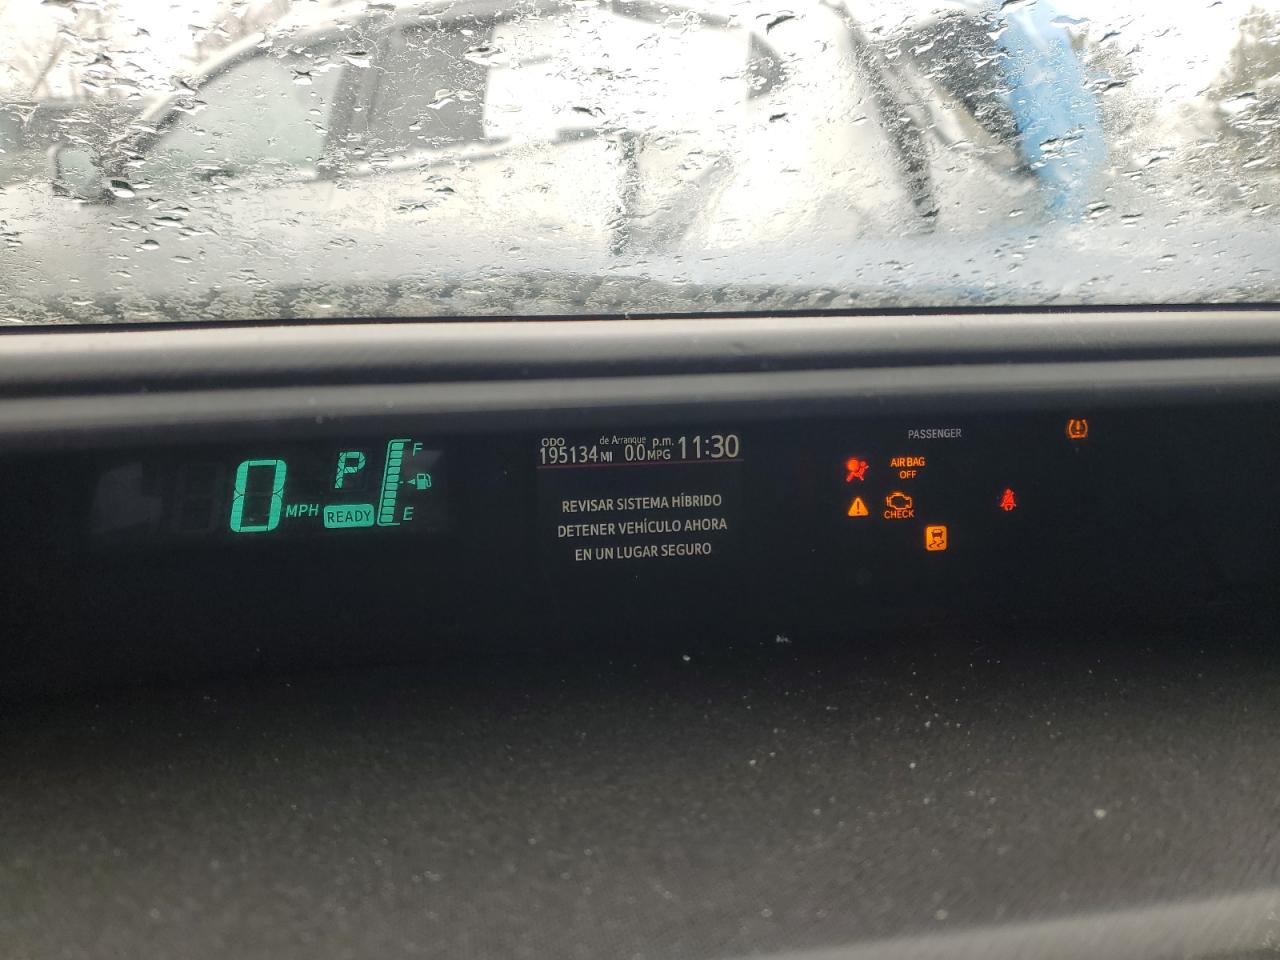 0 MPH
P
READY
F
E
ODO 195134 MI
de Arranque 0.0 MPG
p.m. 11:30
REVISAR SISTEMA HÍBRIDO
DETENER VEHÍCULO AHORA
EN UN LUGAR SEGURO
PASSENGER
AIR BAG
OFF
CHECK